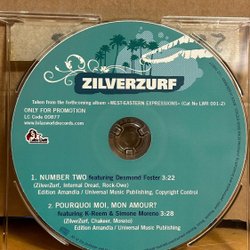 ZILVERZURF
Taken from the forthcoming album »WEST-EASTERN EXPRESSIONS« (Cat No LWR 001-2)
ONLY FOR PROMOTION
LC Code 00877
www.lulazworldrecords.com
1. NUMBER TWO featuring Desmond Foster 3:22
(ZilverZurf, Internal Dread, Rock-Ove)
Edition Amandla / Universal Music Publishing, Copyright Control
2. POURQUOI MOI, MON AMOUR?
featuring K-Reem & Simone Moreno 3:28
(ZilverZurf, Chakeer, Moreno)
Edition Amandla / Universal Music Publishing